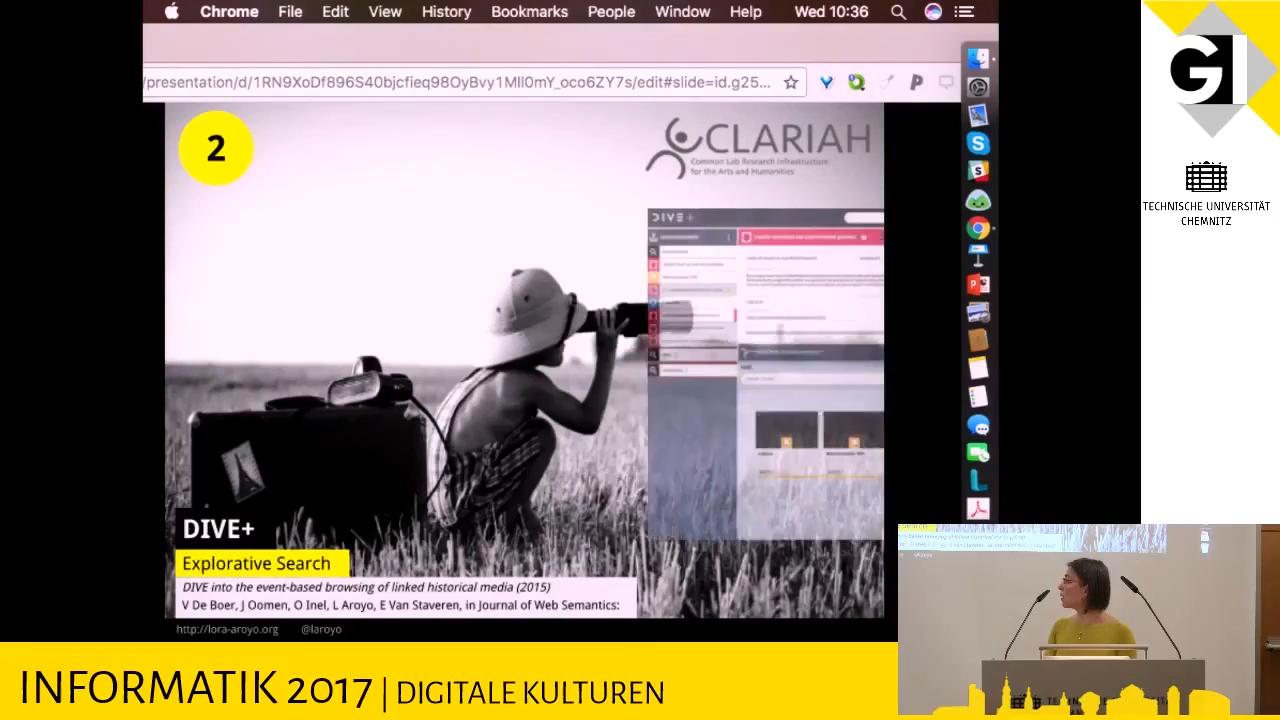 Chrome File Edit View History Bookmarks People Window Help Wed 10:36
/presentation/d/1RN9XoDf896S40bjcfieq98OyBvy1Mll0mY_oco6ZY7s/edit#slide=id.g25...
2
CLARIAH
Common Lab Research Infrastructure
for the Arts and Humanities
DIVE+
DIVE+
Explorative Search
DIVE into the event-based browsing of linked historical media (2015)
V De Boer, J Oomen, O Inel, L Aroyo, E Van Staveren, in Journal of Web Semantics:
http://lora-aroyo.org @laroyo
GI
TECHNISCHE UNIVERSITÄT
CHEMNITZ
INFORMATIK 2017 | DIGITALE KULTUREN